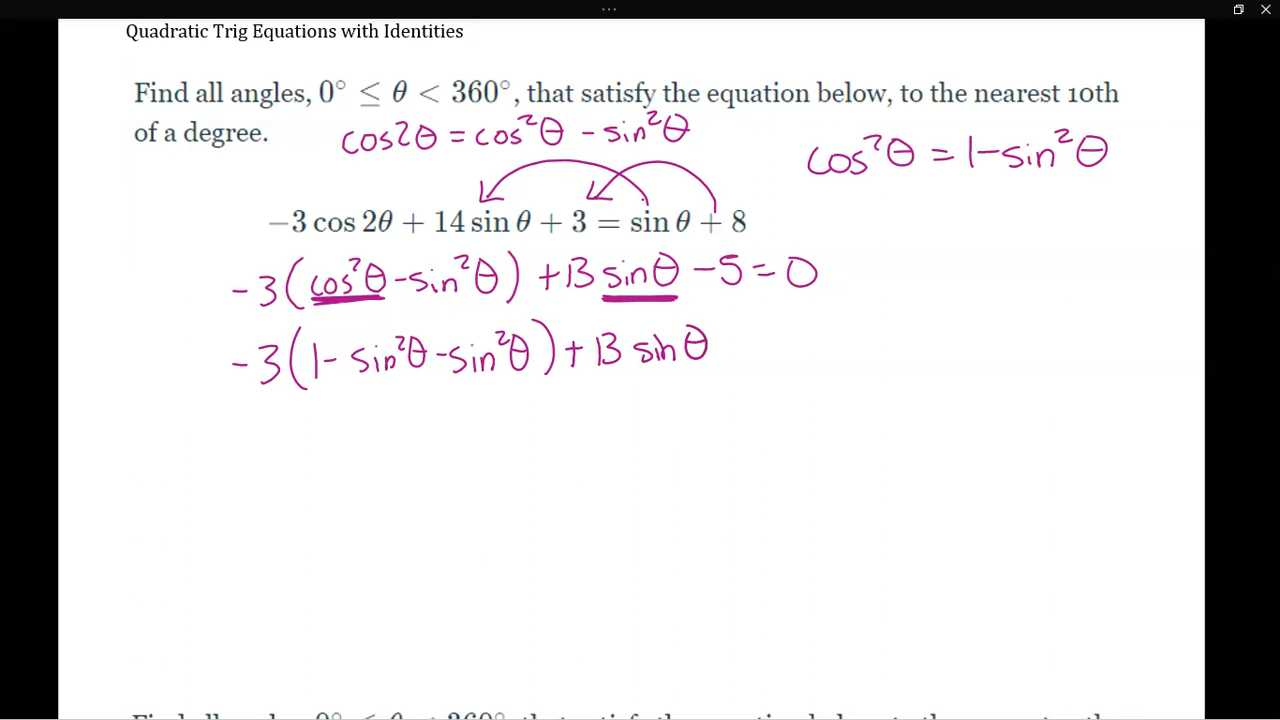 Quadratic Trig Equations with Identities
Find all angles, 0° ≤ θ < 360°, that satisfy the equation below, to the nearest 10th
of a degree.
cos2θ = cos²θ - sin²θ
cos²θ = 1 - sin²θ
−3 cos 2θ + 14 sin θ + 3 = sin θ + 8
-3(cos²θ - sin²θ) + 13 sinθ - 5 = 0
-3(1 - sin²θ - sin²θ) + 13 sinθ